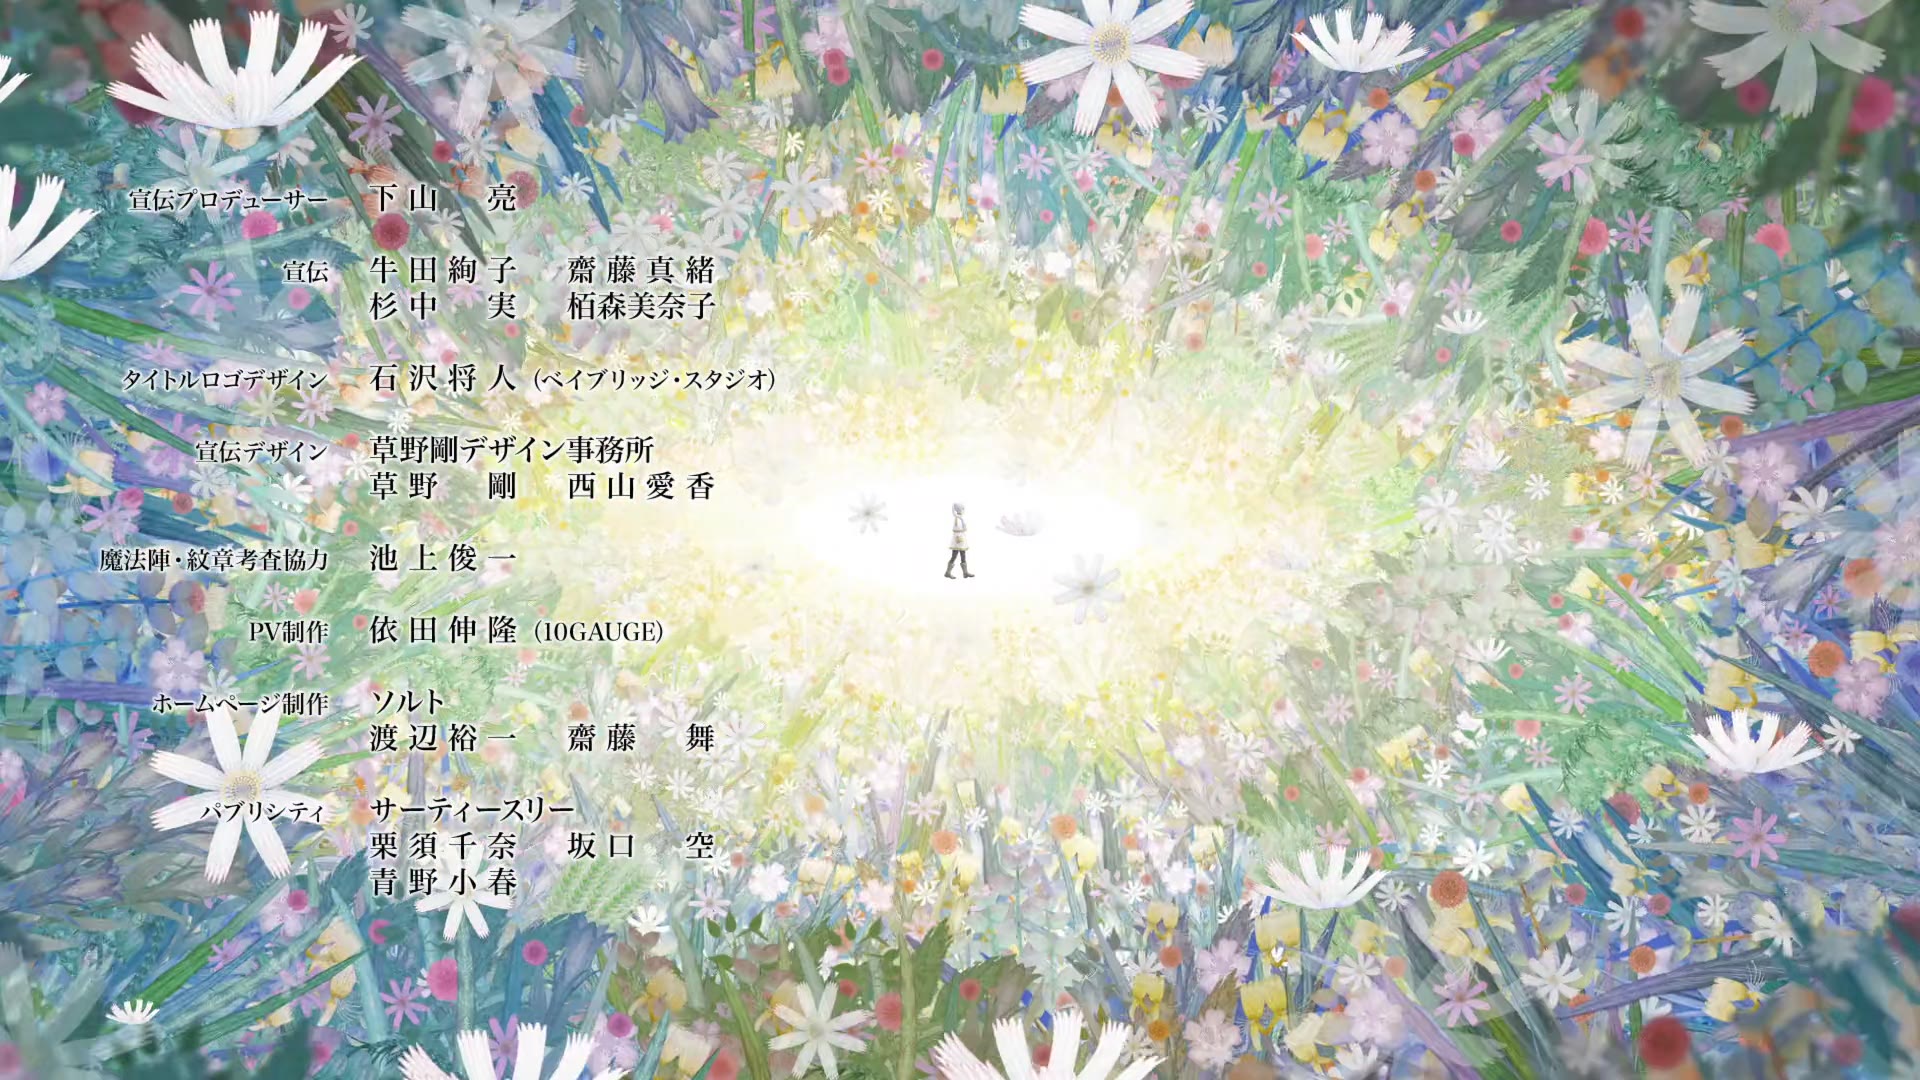 宣伝プロデューサー 下山 亮
宣伝 牛田絢子 齋藤真緒
杉中 実 栢森美奈子
タイトルロゴデザイン 石沢将人(ベイブリッジ・スタジオ)
宣伝デザイン 草野剛デザイン事務所
草野 剛 西山愛香
魔法陣・紋章考査協力 池上俊一
PV制作 依田伸隆(10GAUGE)
ホームページ制作 ソルト
渡辺裕一 齋藤 舞
パブリシティ サーティースリー
栗須千奈 坂口 空
青野小春